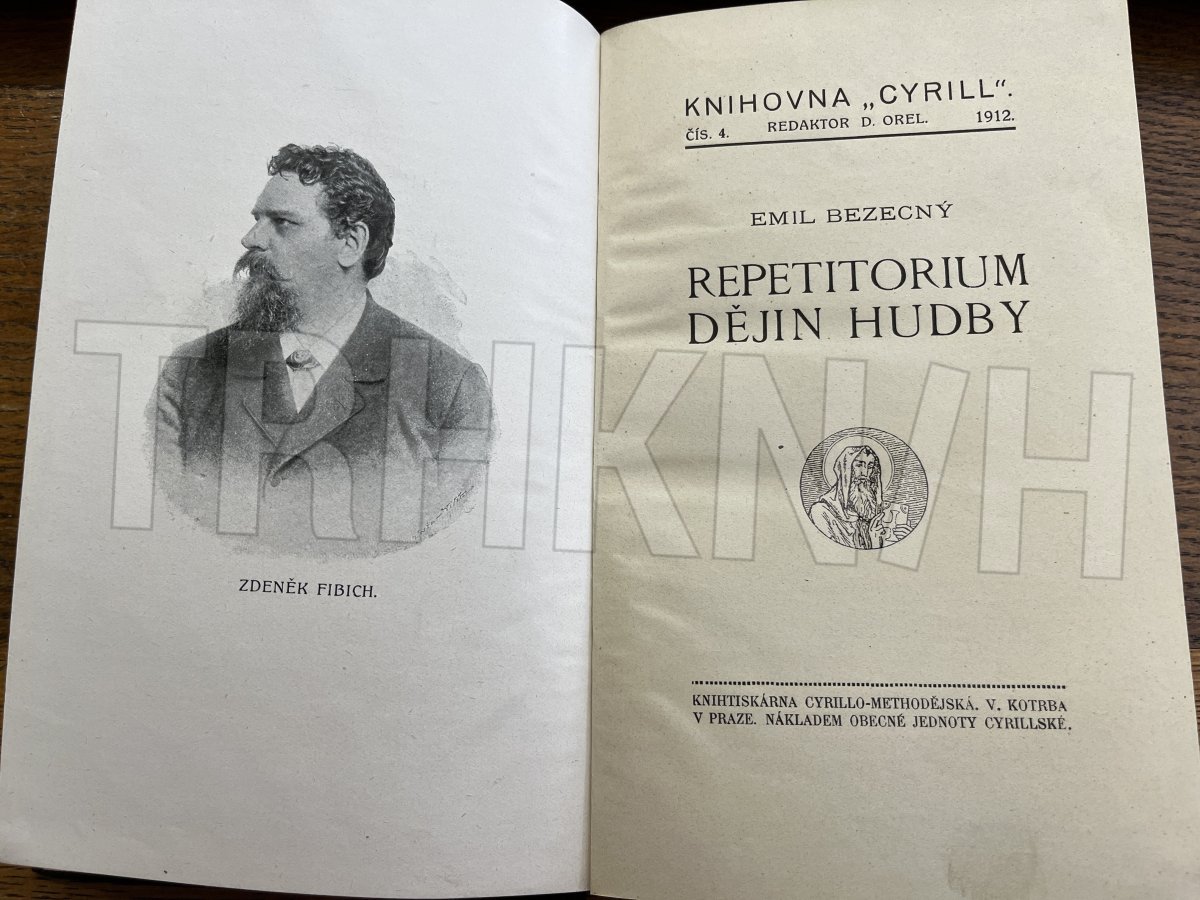 ZDENĚK FIBICH.
KNIHOVNA „CYRILL“.
ČÍS. 4. REDAKTOR D. OREL. 1912.
EMIL BEZECNÝ
REPETITORIUM
DĚJIN HUDBY
KNIHTISKÁRNA CYRILLO-METHODĚJSKÁ. V. KOTRBA
V PRAZE. NÁKLADEM OBECNÉ JEDNOTY CYRILLSKÉ.
TRHKNIH